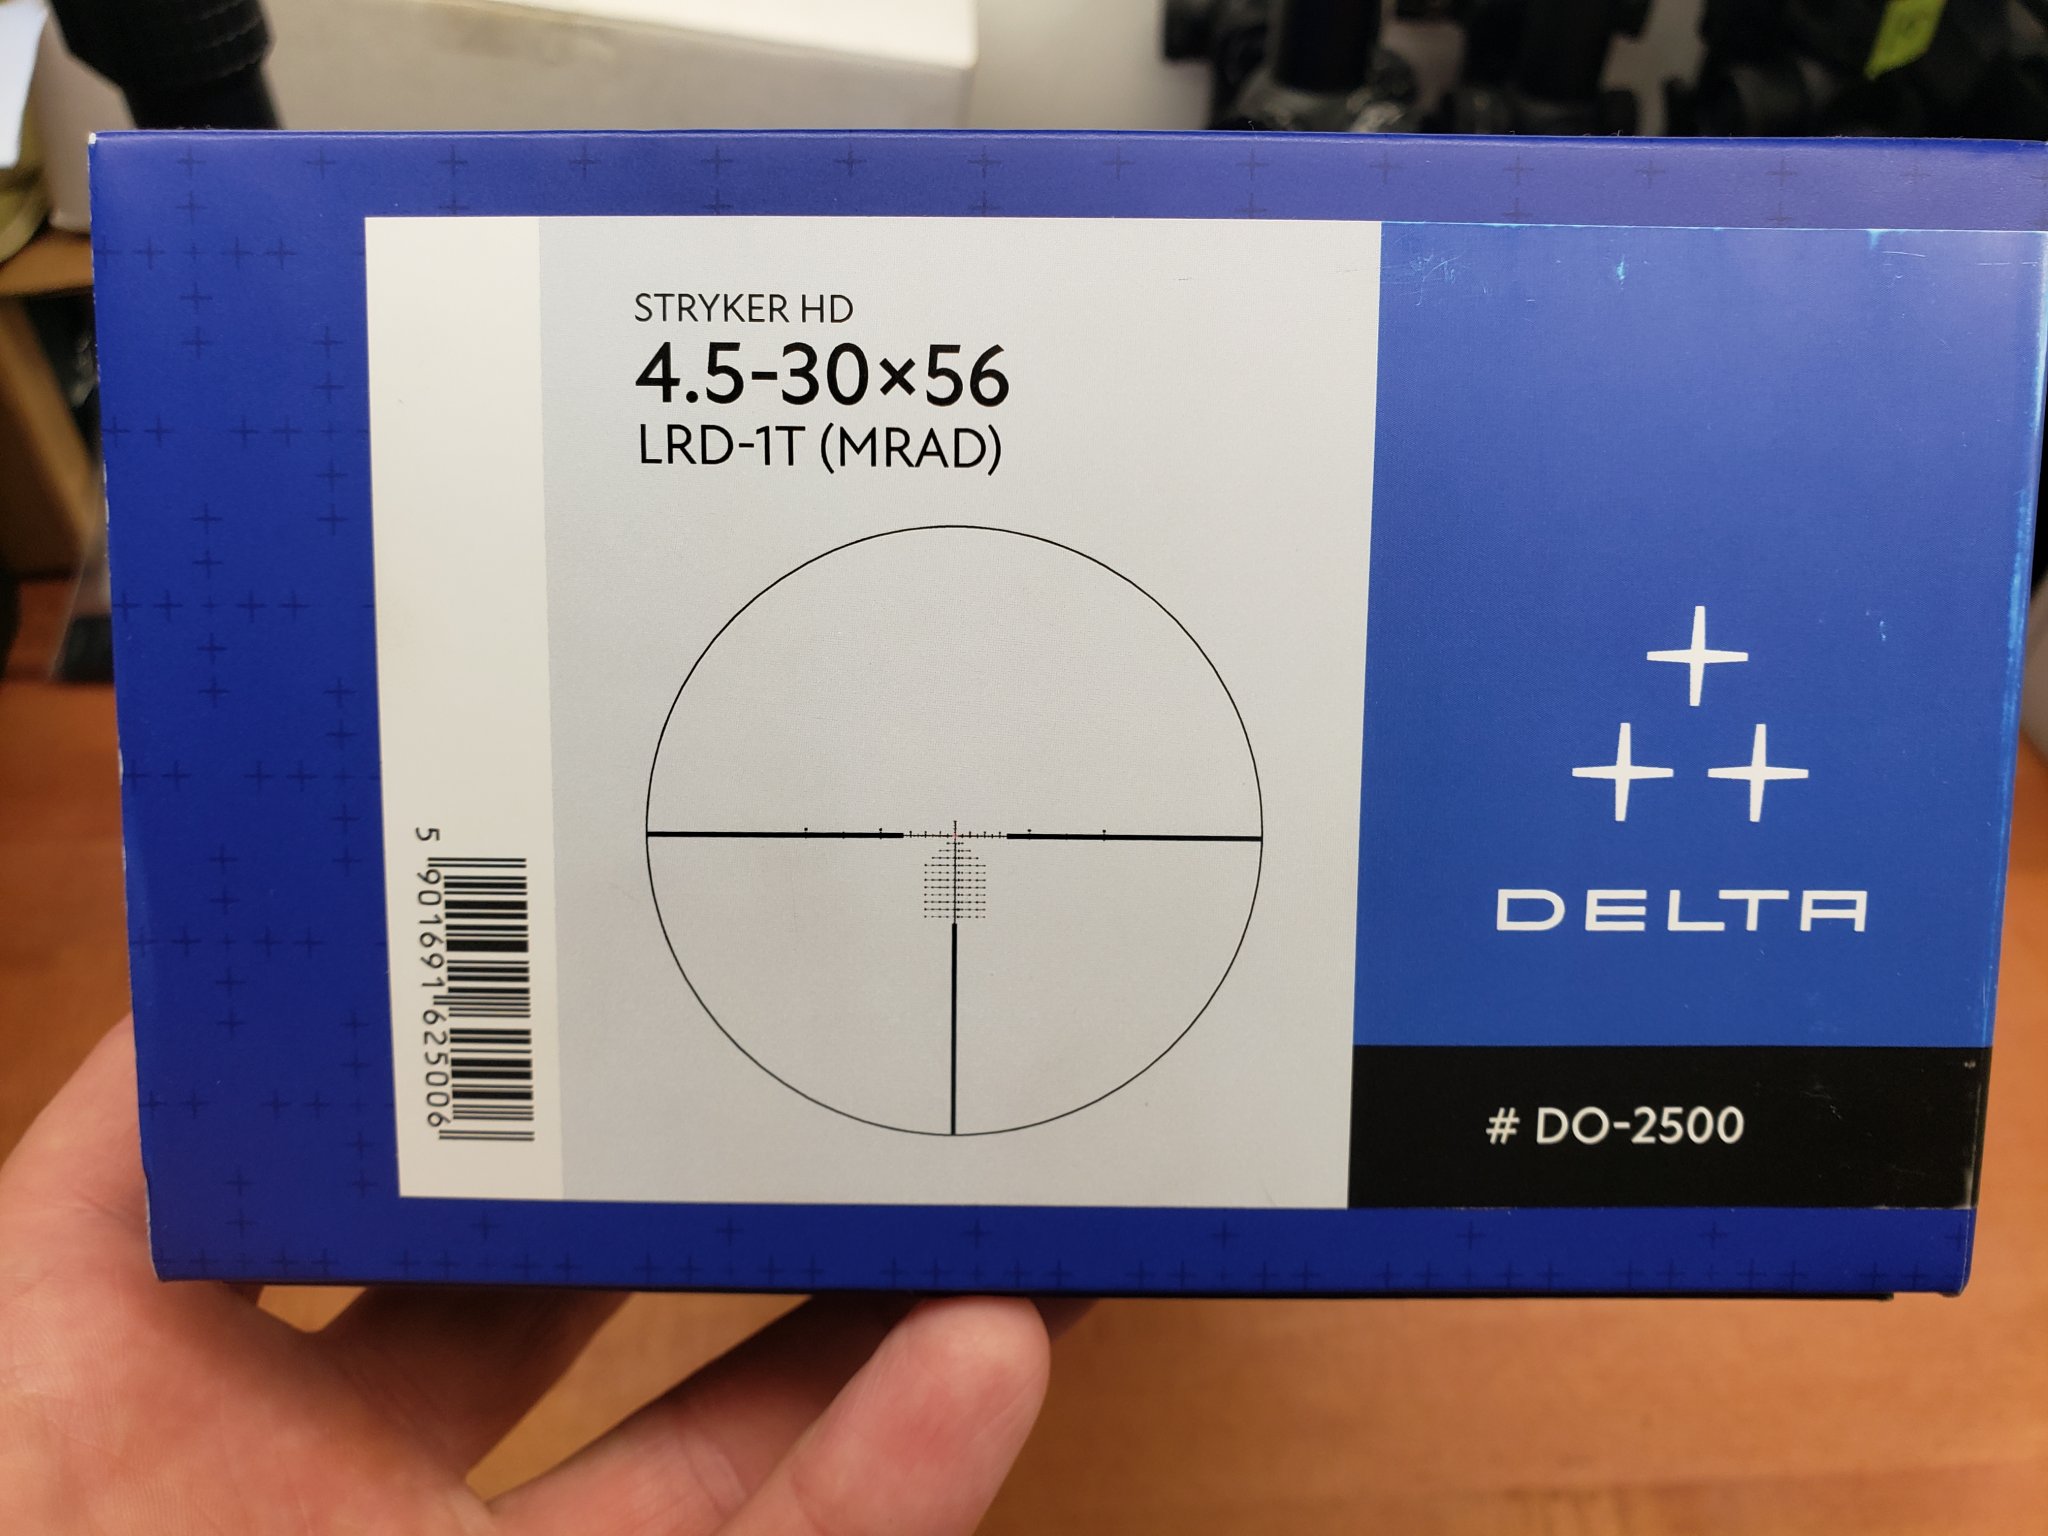 STRYKER HD
4.5-30×56
LRD-1T (MRAD)
5 901691 625006
DELTA
# DO-2500